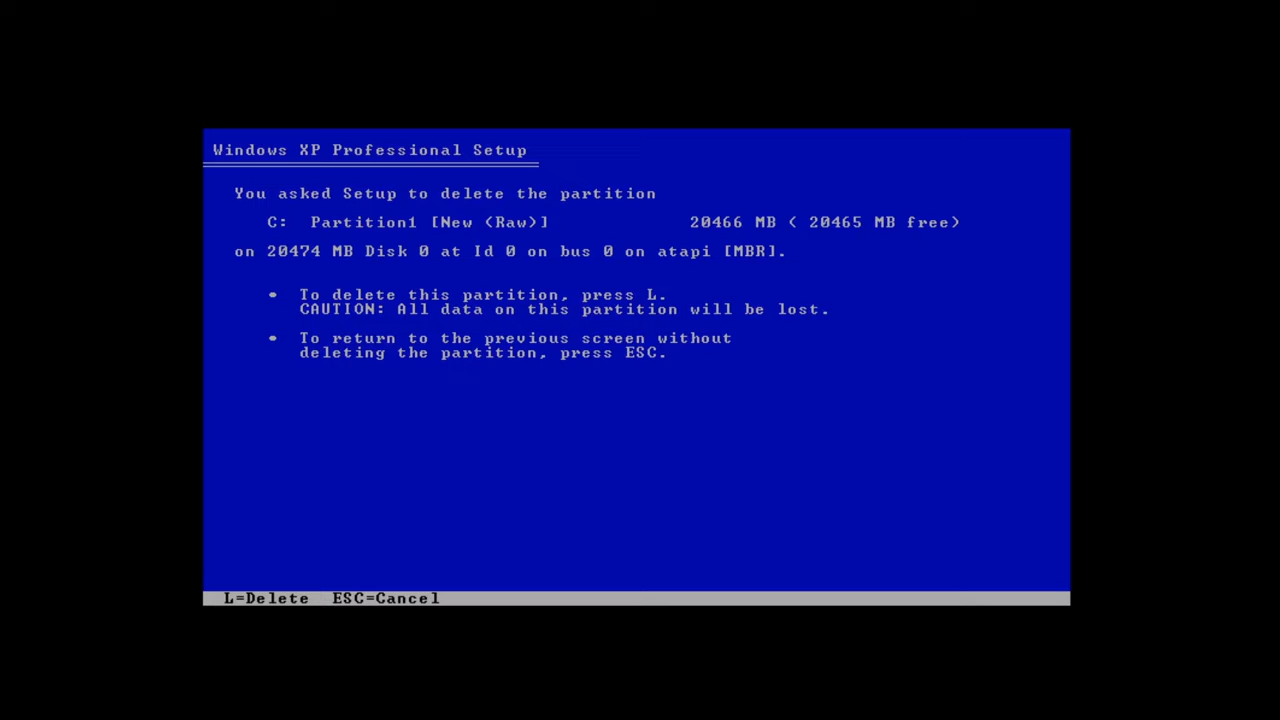 Windows XP Professional Setup
You asked Setup to delete the partition
C: Partition1 [New (Raw)] 20466 MB ( 20465 MB free)
on 20474 MB Disk 0 at Id 0 on bus 0 on atapi [MBR].
• To delete this partition, press L.
CAUTION: All data on this partition will be lost.
• To return to the previous screen without
deleting the partition, press ESC.
L=Delete ESC=Cancel